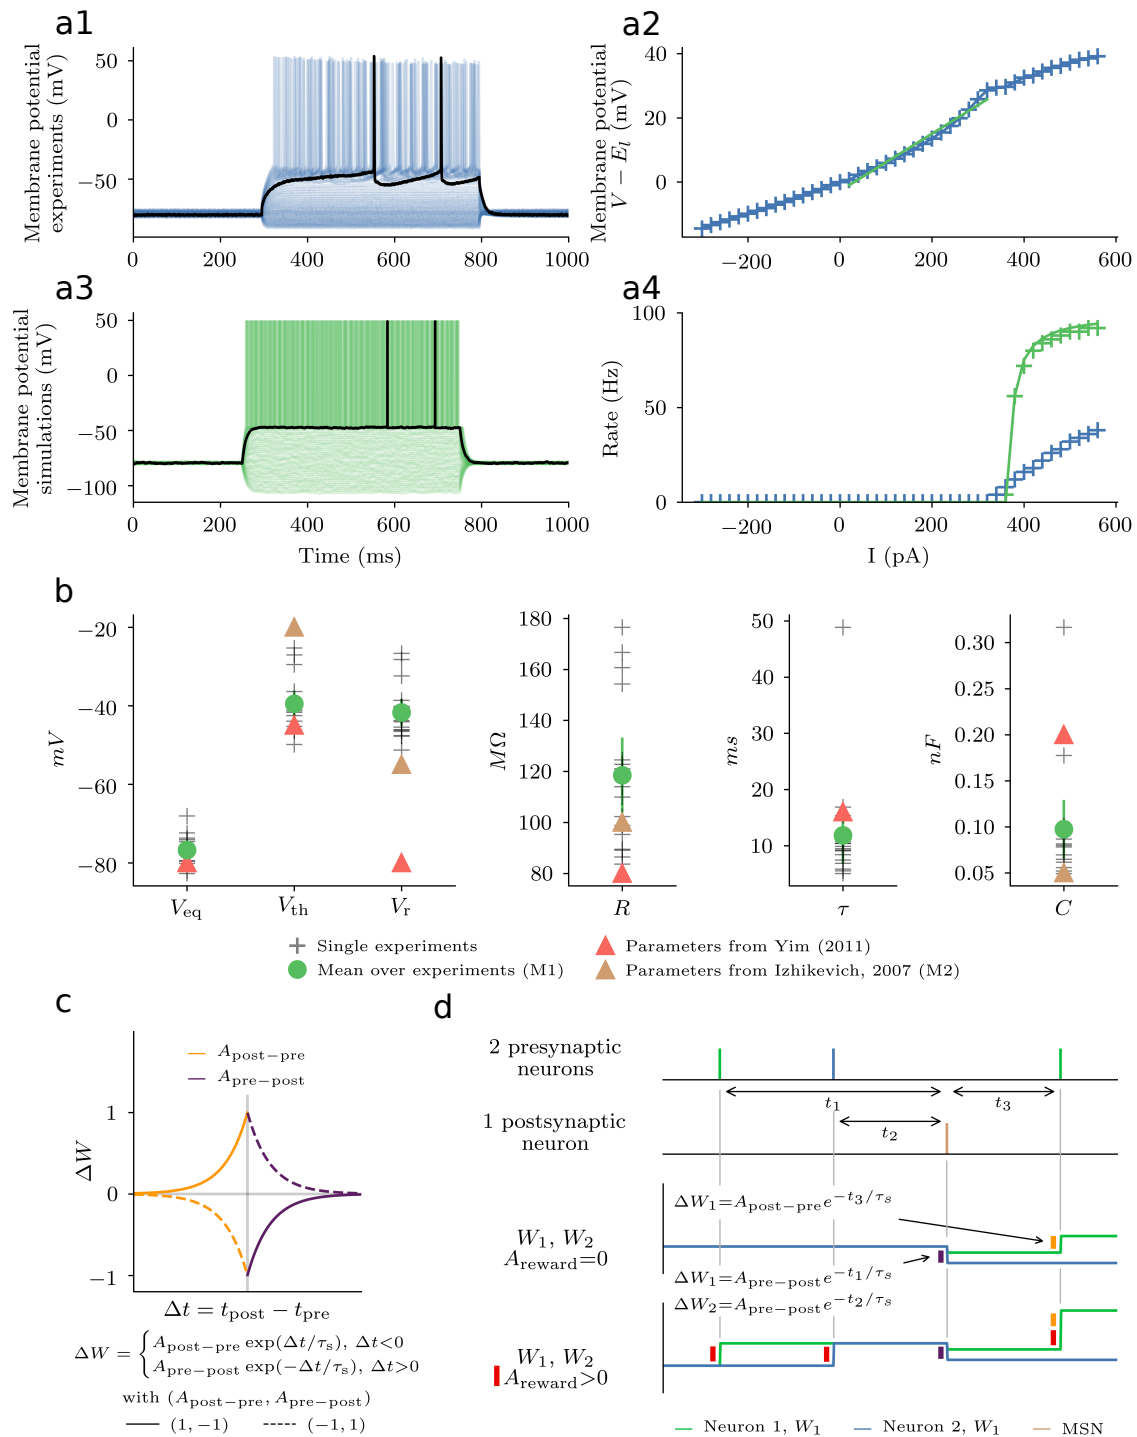 a1
Membrane potential
experiments (mV)
50
0
−50
0 200 400 600 800 1000
a2
Membrane potential
V − E_l (mV)
40
20
0
−200 0 200 400 600
a3
Membrane potential
simulations (mV)
50
0
−50
−100
0 200 400 600 800 1000
Time (ms)
a4
Rate (Hz)
100
50
0
−200 0 200 400 600
I (pA)
b
mV
−20
−40
−60
−80
V_eq V_th V_r
MΩ
180
160
140
120
100
80
R
ms
50
40
30
20
10
τ
nF
0.30
0.25
0.20
0.15
0.10
0.05
C
Single experiments
Mean over experiments (M1)
Parameters from Yim (2011)
Parameters from Izhikevich, 2007 (M2)
c
A_post−pre
A_pre−post
ΔW
1
0
−1
Δt = t_post − t_pre
ΔW = { A_post−pre exp(Δt/τ_s), Δt<0
A_pre−post exp(−Δt/τ_s), Δt>0
with (A_post−pre, A_pre−post)
(1, −1) (−1, 1)
d
2 presynaptic
neurons
t_1 t_3
1 postsynaptic
neuron
t_2
ΔW_1=A_post−pre e^−t_3/τ_s
W_1, W_2
A_reward=0
ΔW_1=A_pre−post e^−t_1/τ_s
ΔW_2=A_pre−post e^−t_2/τ_s
W_1, W_2
A_reward>0
Neuron 1, W_1 Neuron 2, W_1 MSN